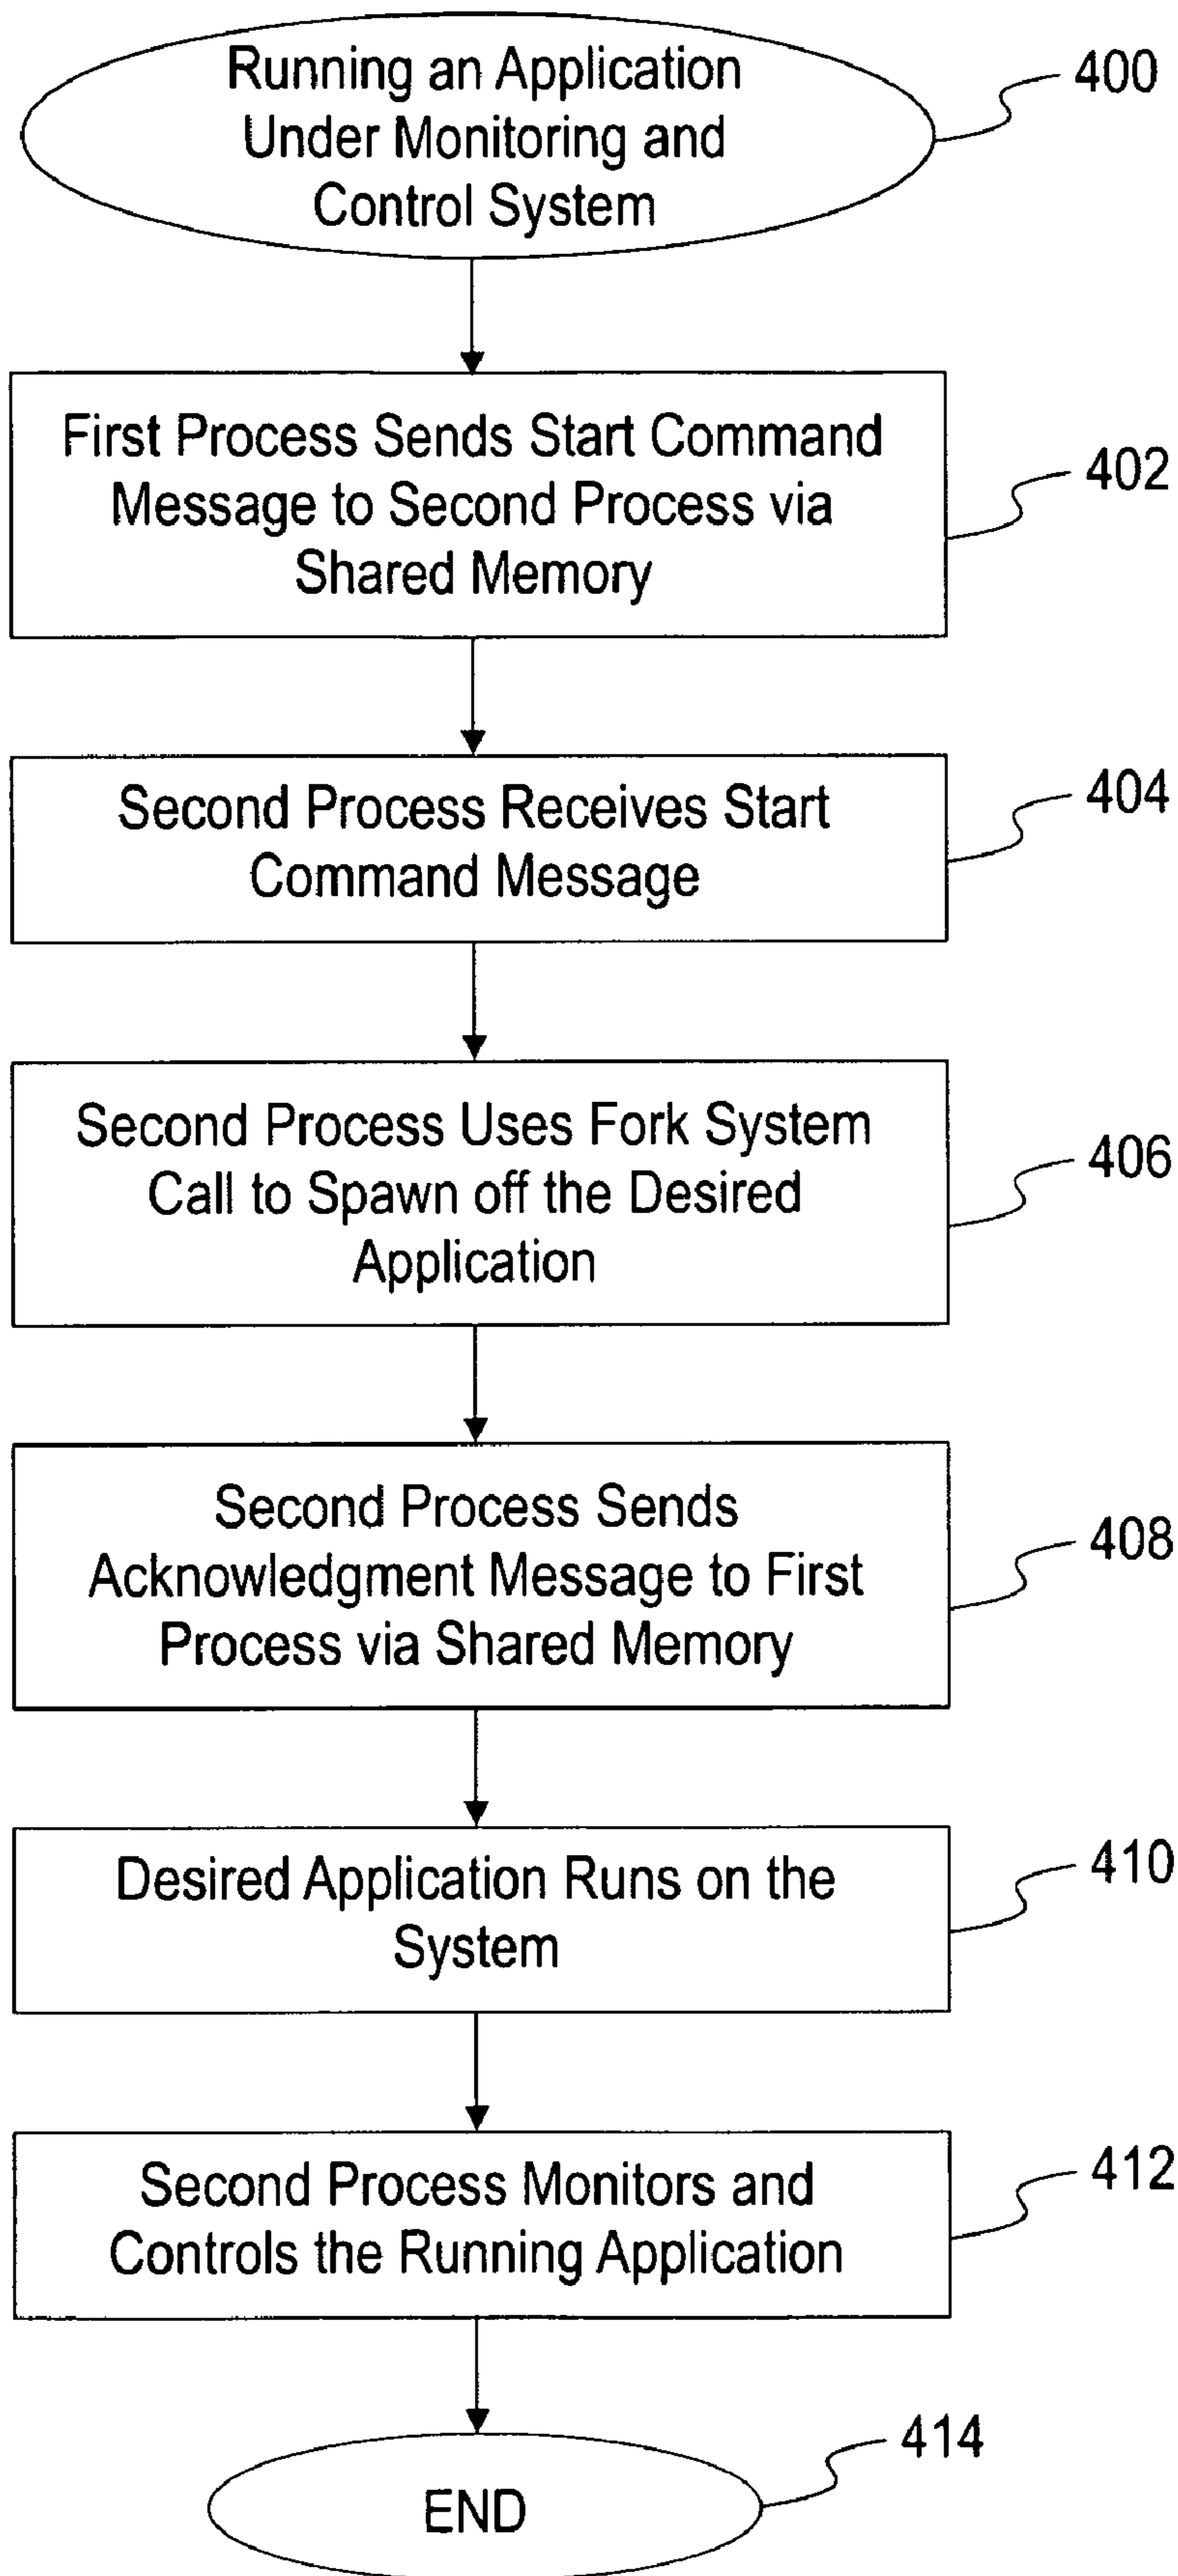 Running an Application
Under Monitoring and
Control System
400
First Process Sends Start Command
Message to Second Process via
Shared Memory
402
Second Process Receives Start
Command Message
404
Second Process Uses Fork System
Call to Spawn off the Desired
Application
406
Second Process Sends
Acknowledgment Message to First
Process via Shared Memory
408
Desired Application Runs on the
System
410
Second Process Monitors and
Controls the Running Application
412
END
414